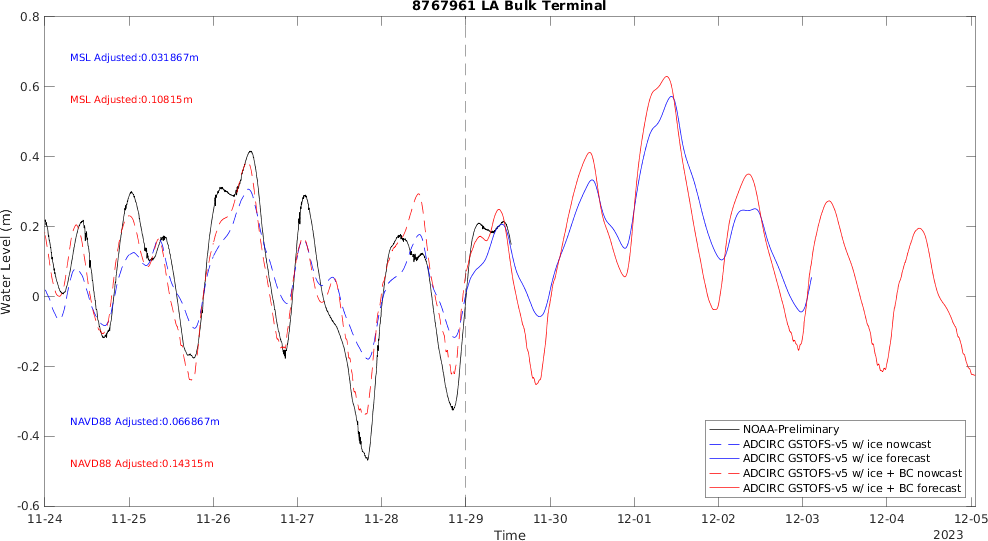 8767961 LA Bulk Terminal
0.8
0.6
0.4
0.2
0
-0.2
-0.4
-0.6
Water Level (m)
MSL Adjusted:0.031867m
MSL Adjusted:0.10815m
NAVD88 Adjusted:0.066867m
NAVD88 Adjusted:0.14315m
NOAA-Preliminary
ADCIRC GSTOFS-v5 w/ ice nowcast
ADCIRC GSTOFS-v5 w/ ice forecast
ADCIRC GSTOFS-v5 w/ ice + BC nowcast
ADCIRC GSTOFS-v5 w/ ice + BC forecast
11-24 11-25 11-26 11-27 11-28 11-29 11-30 12-01 12-02 12-03 12-04 12-05
Time
2023